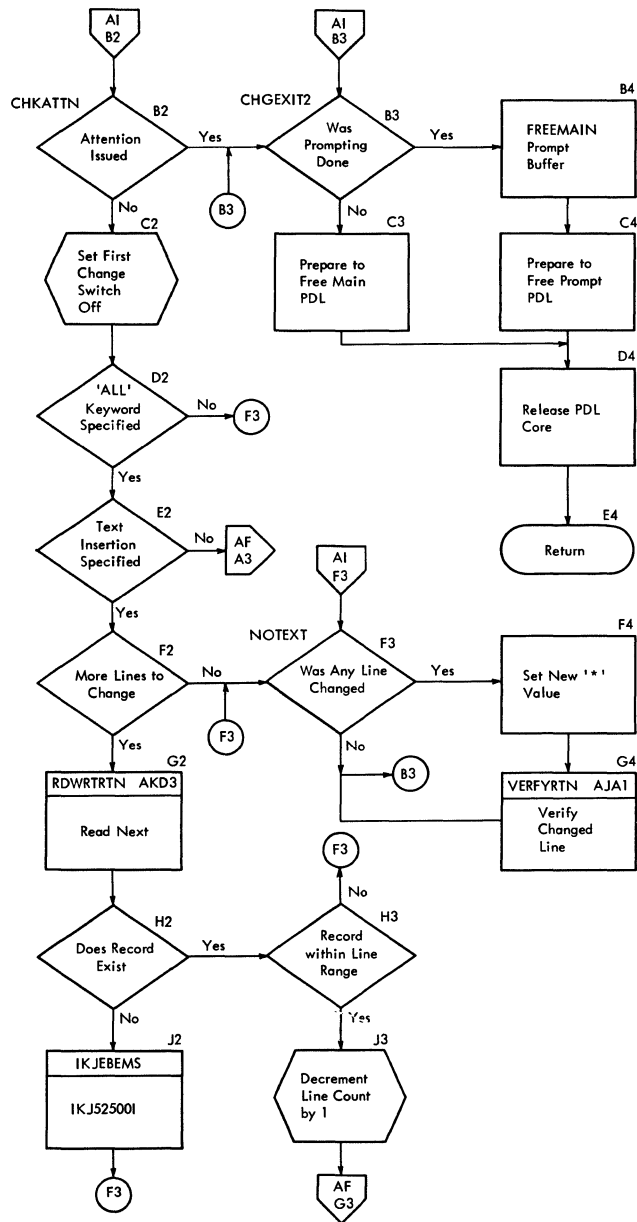 AI
B2
AI
B3
CHKATTN
B2
Attention
Issued
Yes
No
B3
CHGEXIT2
B3
Was
Prompting
Done
Yes
No
B4
FREEMAIN
Prompt
Buffer
C2
Set First
Change
Switch
Off
C3
Prepare to
Free Main
PDL
C4
Prepare to
Free Prompt
PDL
D2
'ALL'
Keyword
Specified
No
F3
Yes
D4
Release PDL
Core
E2
Text
Insertion
Specified
No
AF
A3
Yes
E4
Return
AI
F3
F2
More Lines to
Change
No
F3
Yes
NOTEXT
F3
Was Any Line
Changed
Yes
No
B3
F4
Set New '*'
Value
G2
RDWRTRTN AKD3
Read Next
G4
VERFYRTN AJA1
Verify
Changed
Line
H2
Does Record
Exist
Yes
No
F3
No
H3
Record
within Line
Range
Yes
J2
IKJEBEMS
IKJ52500I
F3
J3
Decrement
Line Count
by 1
AF
G3